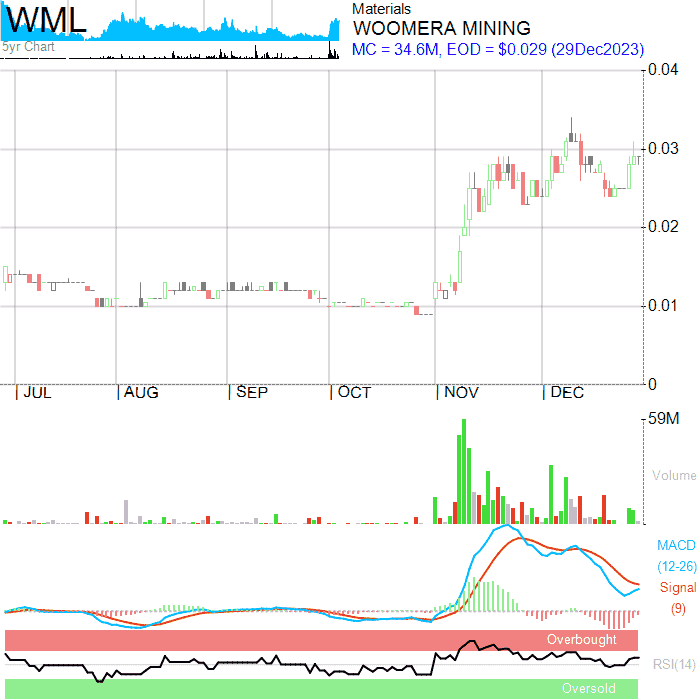 WML
5yr Chart
Materials
WOOMERA MINING
MC = 34.6M, EOD = $0.029 (29Dec2023)
0.04
0.03
0.02
0.01
0
JUL AUG SEP OCT NOV DEC
59M
Volume
MACD
(12-26)
Signal
(9)
Overbought
RSI(14)
Oversold